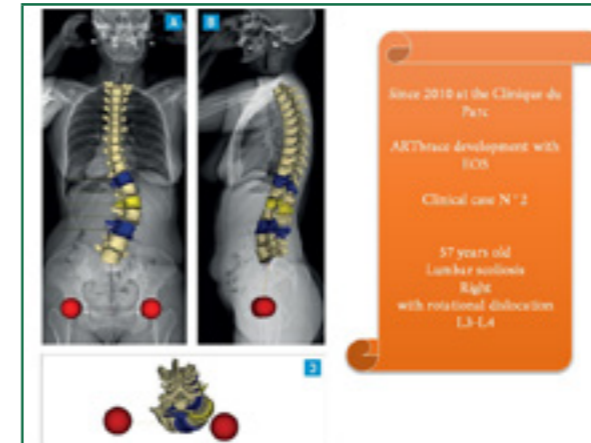 A
B
Since 2010 at the Clinique du
Parc
ARTbrace development with
EOS
Clinical case N°2
57 years old
Lumbar scoliosis
Right
with rotational dislocation
L3-L4
3